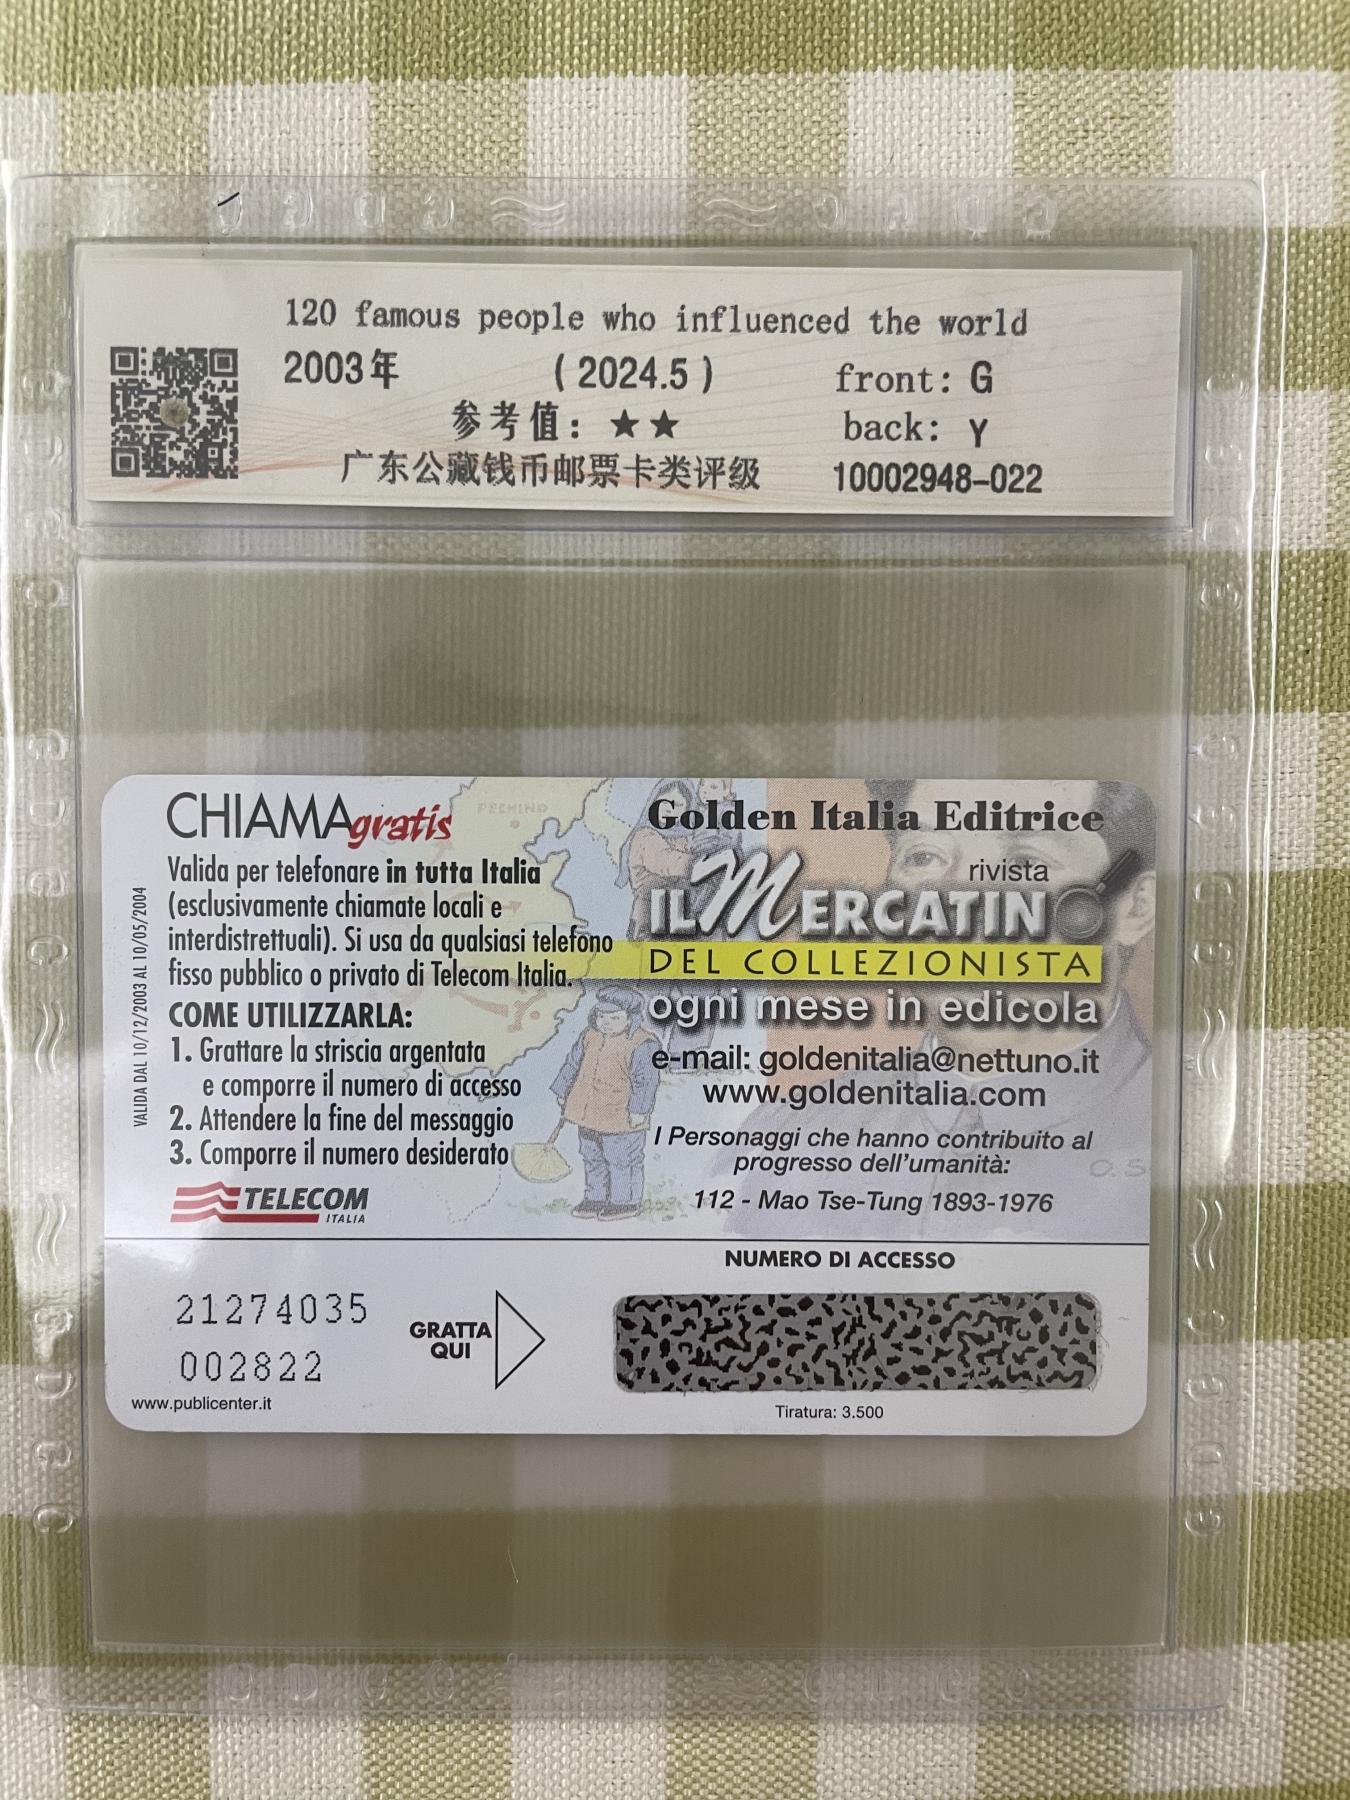 120 famous people who influenced the world
2003年
(2024.5)
front: G
参考值：★★
back: Y
广东公藏钱币邮票卡类评级
10002948-022
CHIAMAgratis
Valida per telefonare in tutta Italia
(esclusivamente chiamate locali e
interdistrettuali). Si usa da qualsiasi telefono
fisso pubblico o privato di Telecom Italia.
COME UTILIZZARLA:
1. Grattare la striscia argentata
e comporre il numero di accesso
2. Attendere la fine del messaggio
3. Comporre il numero desiderato
TELECOM
ITALIA
VALIDA DAL 10/12/2003 AL 10/05/2004
PECHINO
Golden Italia Editrice
rivista
IL MERCATINO
DEL COLLEZIONISTA
ogni mese in edicola
e-mail: goldenitalia@nettuno.it
www.goldenitalia.com
I Personaggi che hanno contribuito al
progresso dell'umanità:
112 - Mao Tse-Tung 1893-1976
0.5
NUMERO DI ACCESSO
21274035
002822
GRATTA
QUI
www.publicenter.it
Tiratura: 3.500